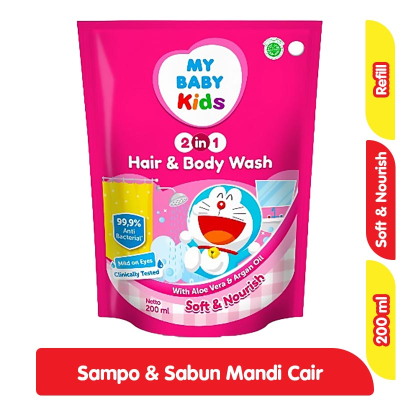 MY
BABY
Kids
2 in 1
Hair & Body Wash
99,9%
Anti
Bacterial
Mild on Eyes
Clinically Tested
With Aloe Vera & Argan Oil
Soft & Nourish
Netto
200 ml
Refill
Soft & Nourish
200 ml
Sampo & Sabun Mandi Cair